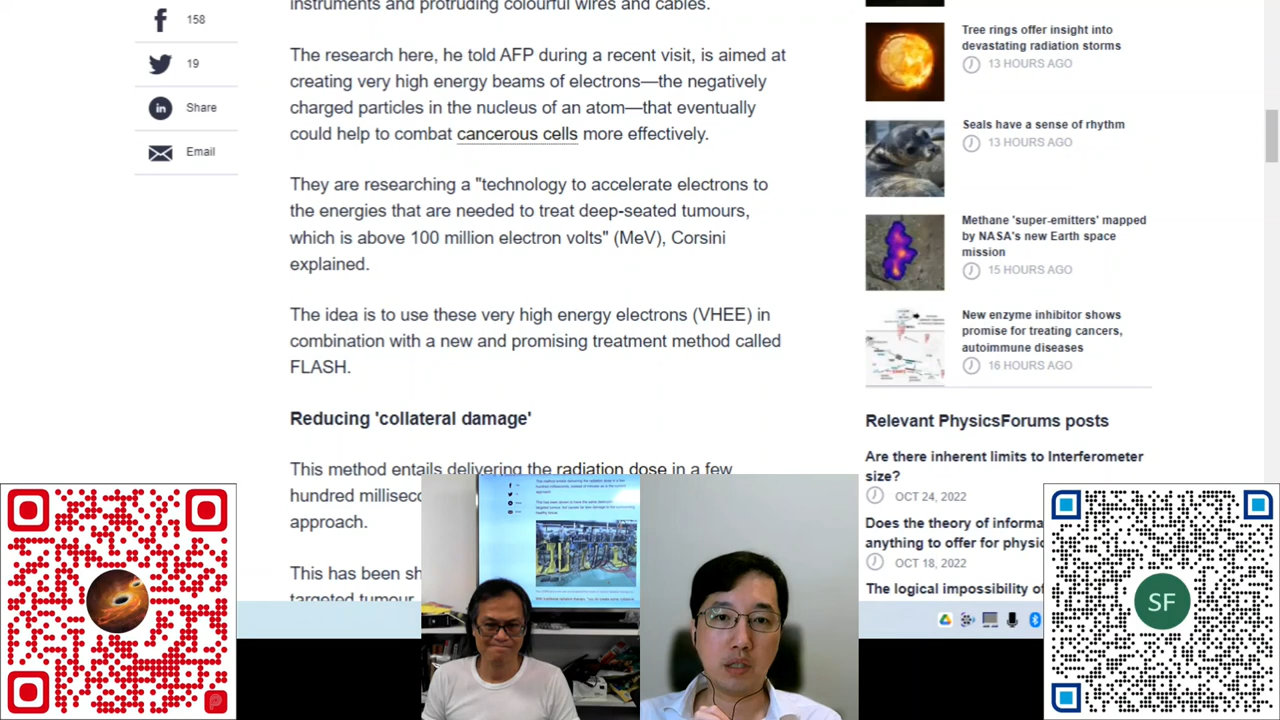 instruments and protruding colourful wires and cables.
The research here, he told AFP during a recent visit, is aimed at
creating very high energy beams of electrons—the negatively
charged particles in the nucleus of an atom—that eventually
could help to combat cancerous cells more effectively.
They are researching a "technology to accelerate electrons to
the energies that are needed to treat deep-seated tumours,
which is above 100 million electron volts" (MeV), Corsini
explained.
The idea is to use these very high energy electrons (VHEE) in
combination with a new and promising treatment method called
FLASH.
Reducing 'collateral damage'
This method entails delivering the radiation dose in a few
hundred millisec
approach.
This has been sh
targeted tumour
158
19
Share
Email
Tree rings offer insight into
devastating radiation storms
13 HOURS AGO
Seals have a sense of rhythm
13 HOURS AGO
Methane 'super-emitters' mapped
by NASA's new Earth space
mission
15 HOURS AGO
New enzyme inhibitor shows
promise for treating cancers,
autoimmune diseases
16 HOURS AGO
Relevant PhysicsForums posts
Are there inherent limits to Interferometer
size?
OCT 24, 2022
Does the theory of informa
anything to offer for physi
OCT 18, 2022
The logical impossibility of
SF